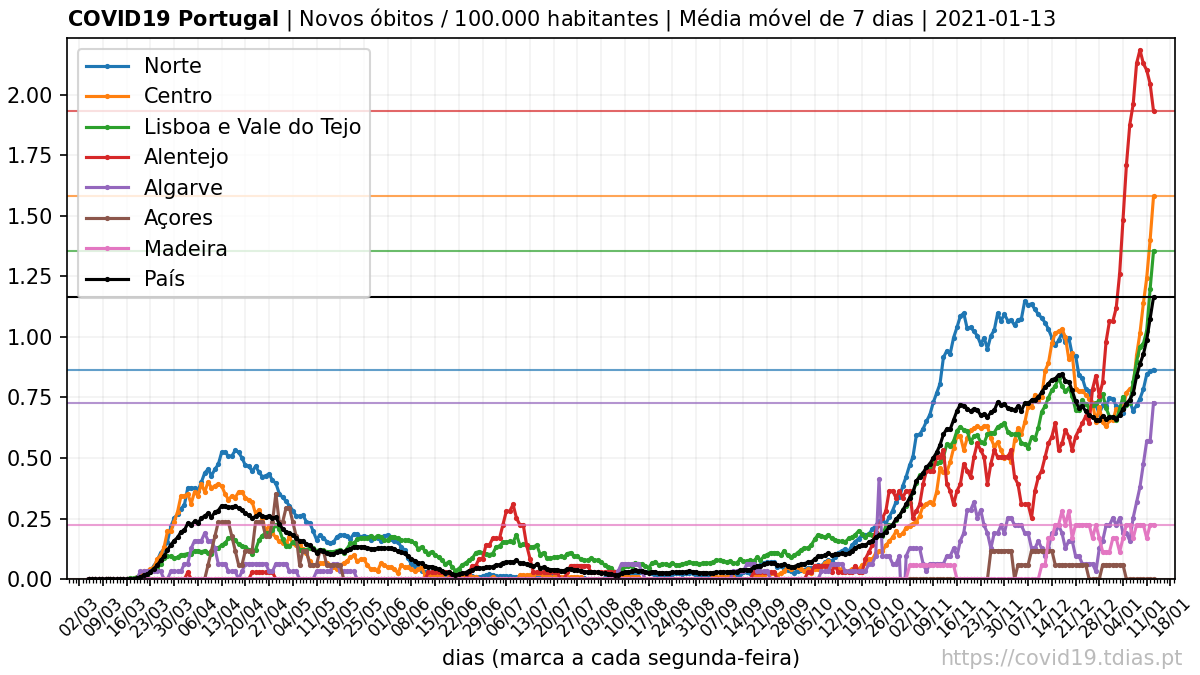 COVID19 Portugal | Novos óbitos / 100.000 habitantes | Média móvel de 7 dias | 2021-01-13
Norte
Centro
Lisboa e Vale do Tejo
Alentejo
Algarve
Açores
Madeira
País
2.00
1.75
1.50
1.25
1.00
0.75
0.50
0.25
0.00
02/03 09/03 16/03 23/03 30/03 06/04 13/04 20/04 27/04 04/05 11/05 18/05 25/05 01/06 08/06 15/06 22/06 29/06 06/07 13/07 20/07 27/07 03/08 10/08 17/08 24/08 31/08 07/09 14/09 21/09 28/09 05/10 12/10 19/10 26/10 02/11 09/11 16/11 23/11 30/11 07/12 14/12 21/12 28/12 04/01 11/01 18/01
dias (marca a cada segunda-feira)
https://covid19.tdias.pt